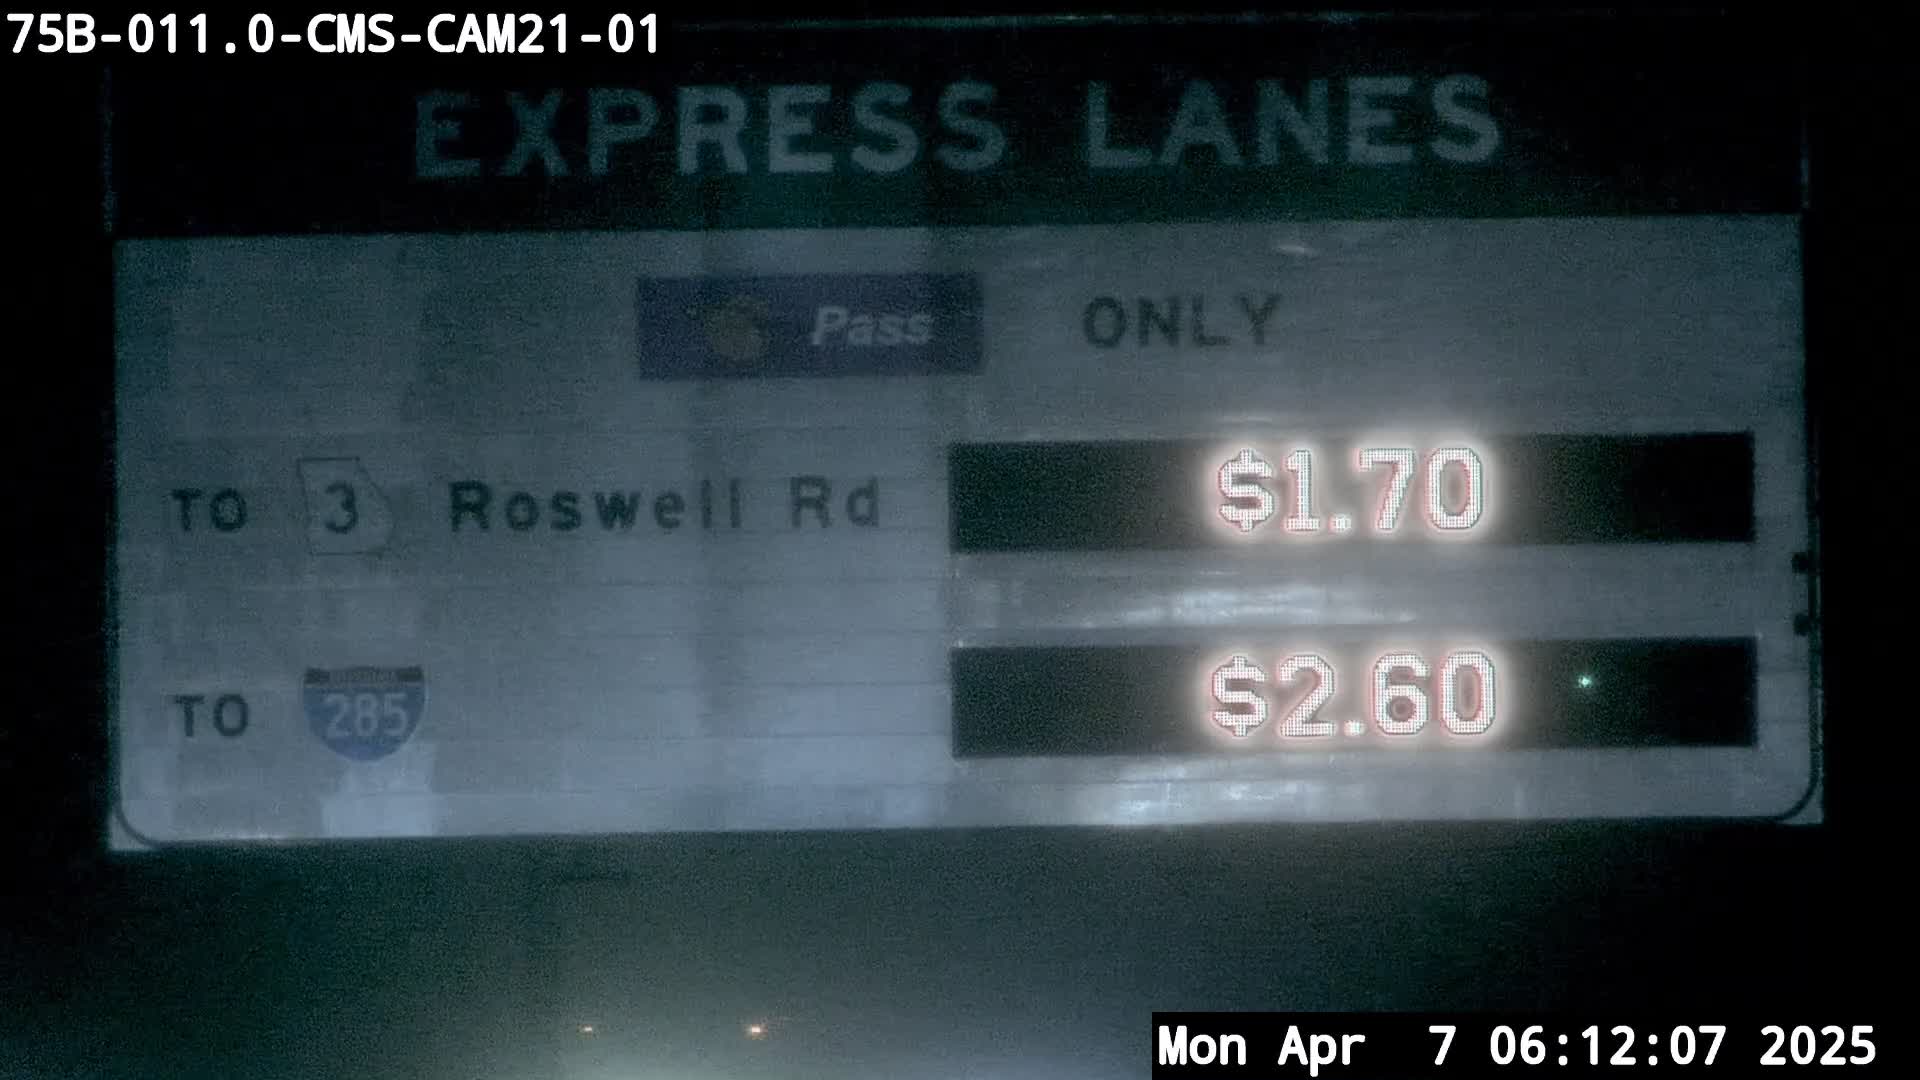 75B-011.0-CMS-CAM21-01
EXPRESS LANES
Pass ONLY
TO 3 Roswell Rd $1.70
TO 285 $2.60
Mon Apr 7 06:12:07 2025